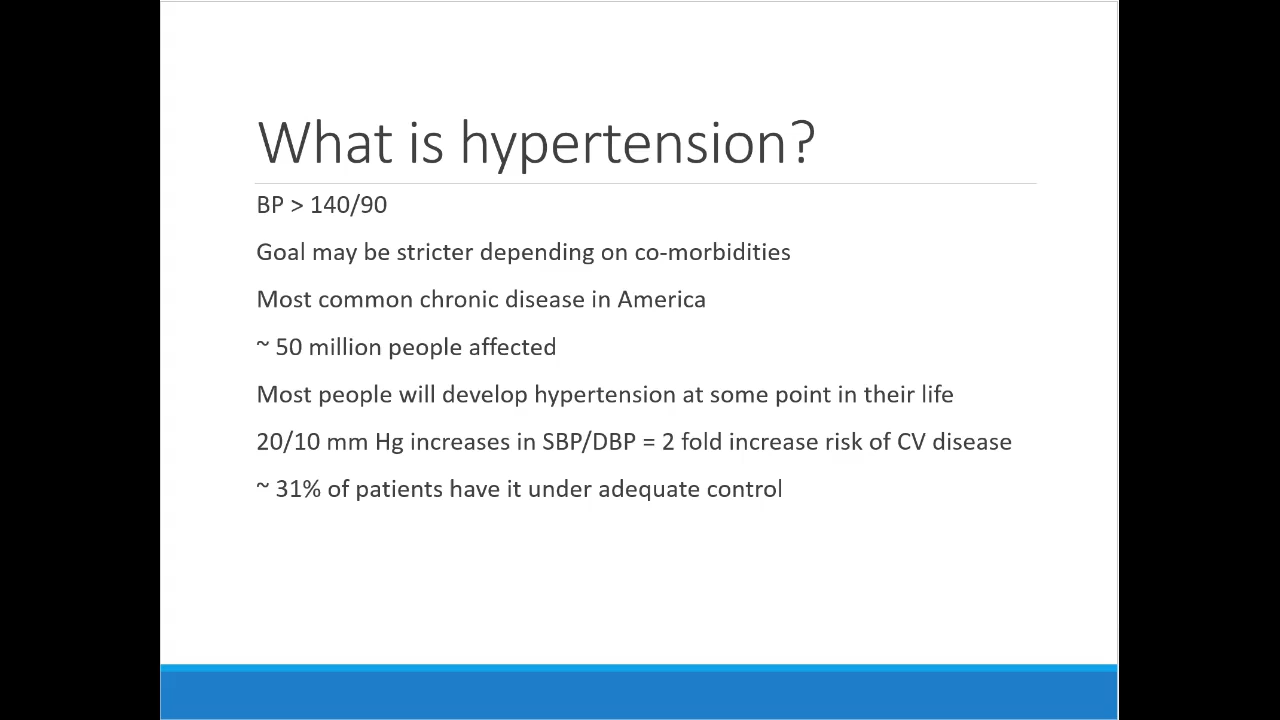 What is hypertension?
BP > 140/90
Goal may be stricter depending on co-morbidities
Most common chronic disease in America
~ 50 million people affected
Most people will develop hypertension at some point in their life
20/10 mm Hg increases in SBP/DBP = 2 fold increase risk of CV disease
~ 31% of patients have it under adequate control